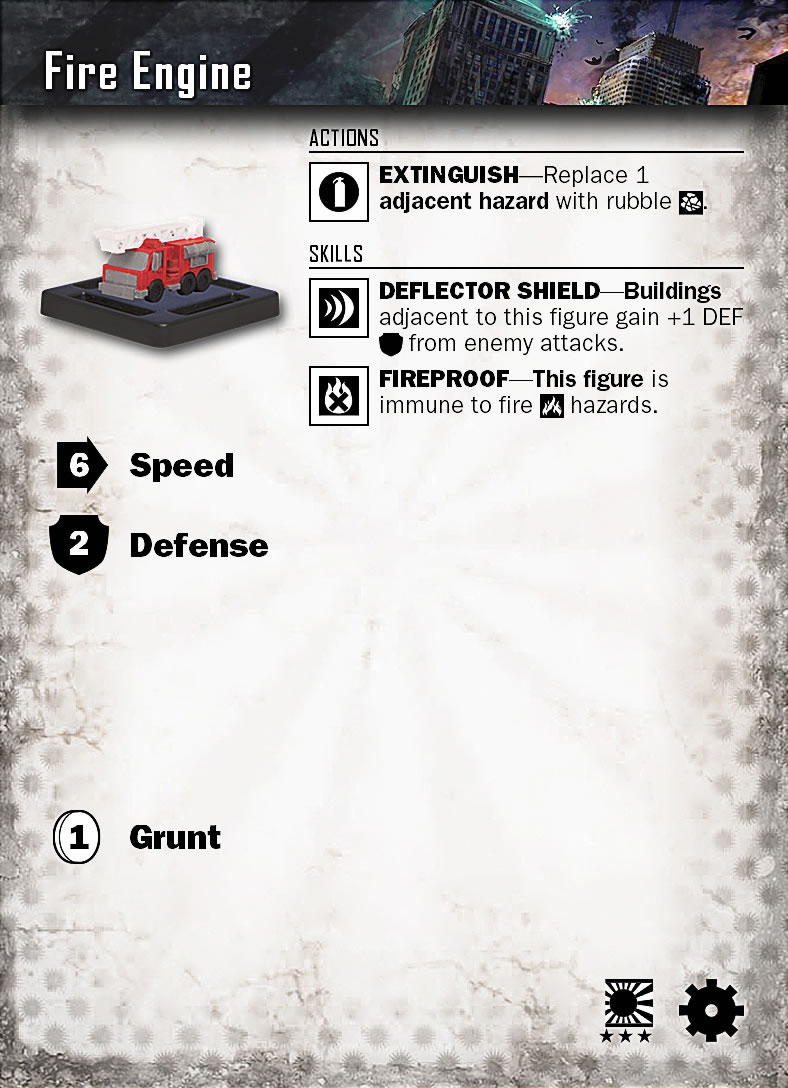 Fire Engine
ACTIONS
EXTINGUISH—Replace 1
adjacent hazard with rubble .
SKILLS
DEFLECTOR SHIELD—Buildings
adjacent to this figure gain +1 DEF
from enemy attacks.
FIREPROOF—This figure is
immune to fire hazards.
6 Speed
2 Defense
1 Grunt